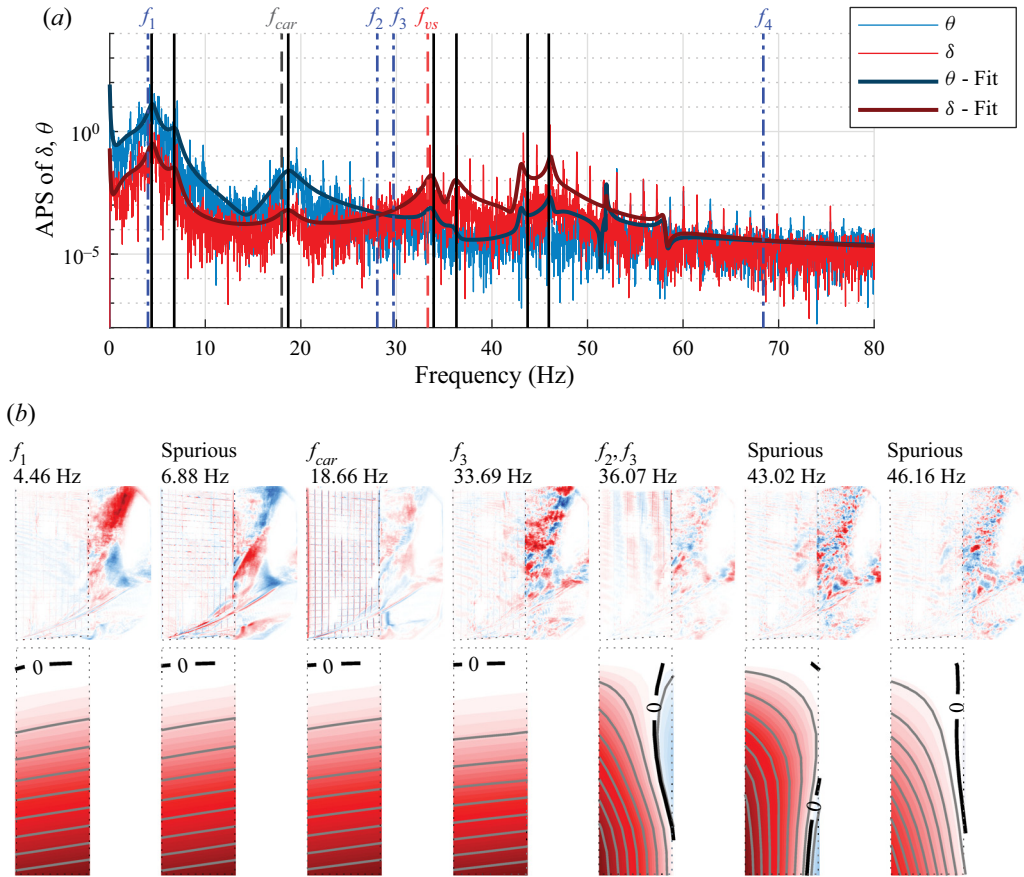 (a)
f1 fcar f2 f3 fvs f4
θ
δ
θ - Fit
δ - Fit
APS of δ, θ
10^0
10^-5
0 10 20 30 40 50 60 70 80
Frequency (Hz)
(b)
f1 Spurious fcar f3 f2, f3 Spurious Spurious
4.46 Hz 6.88 Hz 18.66 Hz 33.69 Hz 36.07 Hz 43.02 Hz 46.16 Hz
0 0 0 0 0 0 0